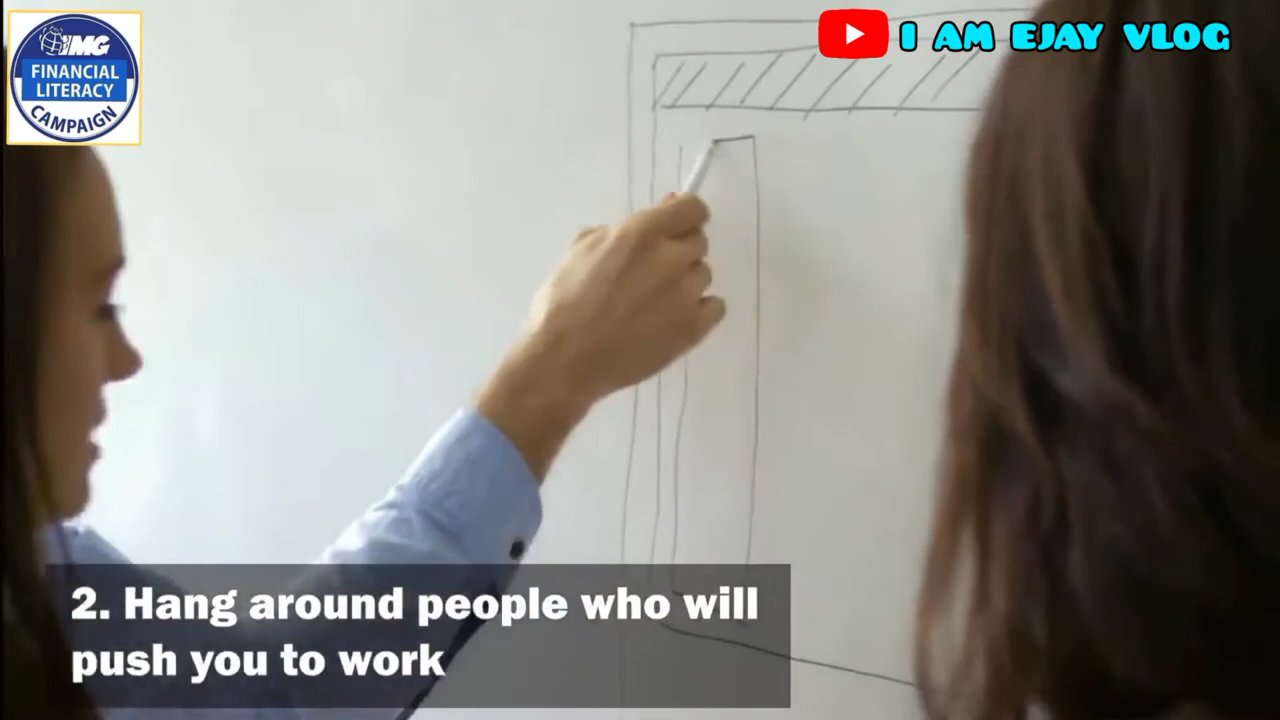 IMG
FINANCIAL
LITERACY
CAMPAIGN
I AM EJAY VLOG
2. Hang around people who will
push you to work